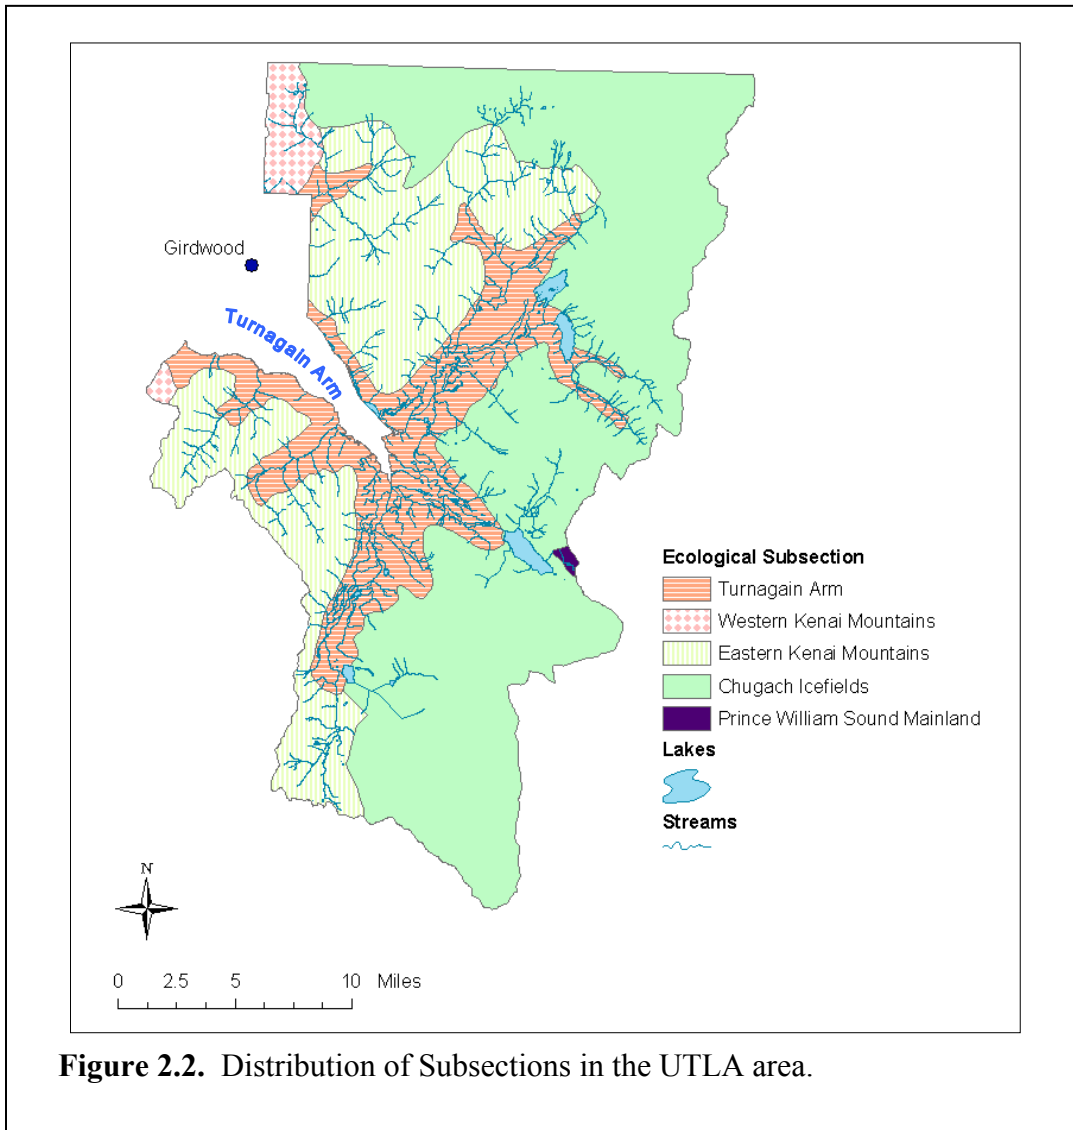 Girdwood
Turnagain Arm
Ecological Subsection
Turnagain Arm
Western Kenai Mountains
Eastern Kenai Mountains
Chugach Icefields
Prince William Sound Mainland
Lakes
Streams
N
0 2.5 5 10 Miles
Figure 2.2. Distribution of Subsections in the UTLA area.